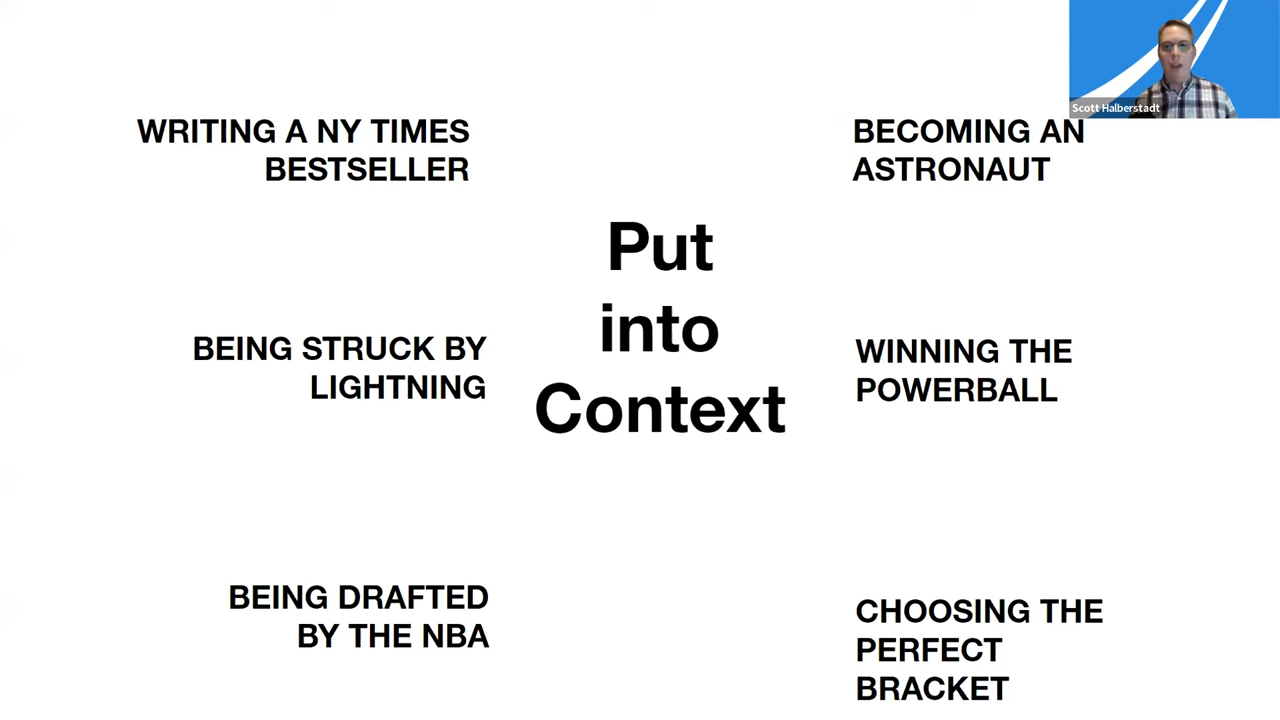 Scott Halberstadt
WRITING A NY TIMES
BESTSELLER
BECOMING AN
ASTRONAUT
Put
into
Context
BEING STRUCK BY
LIGHTNING
WINNING THE
POWERBALL
BEING DRAFTED
BY THE NBA
CHOOSING THE
PERFECT
BRACKET